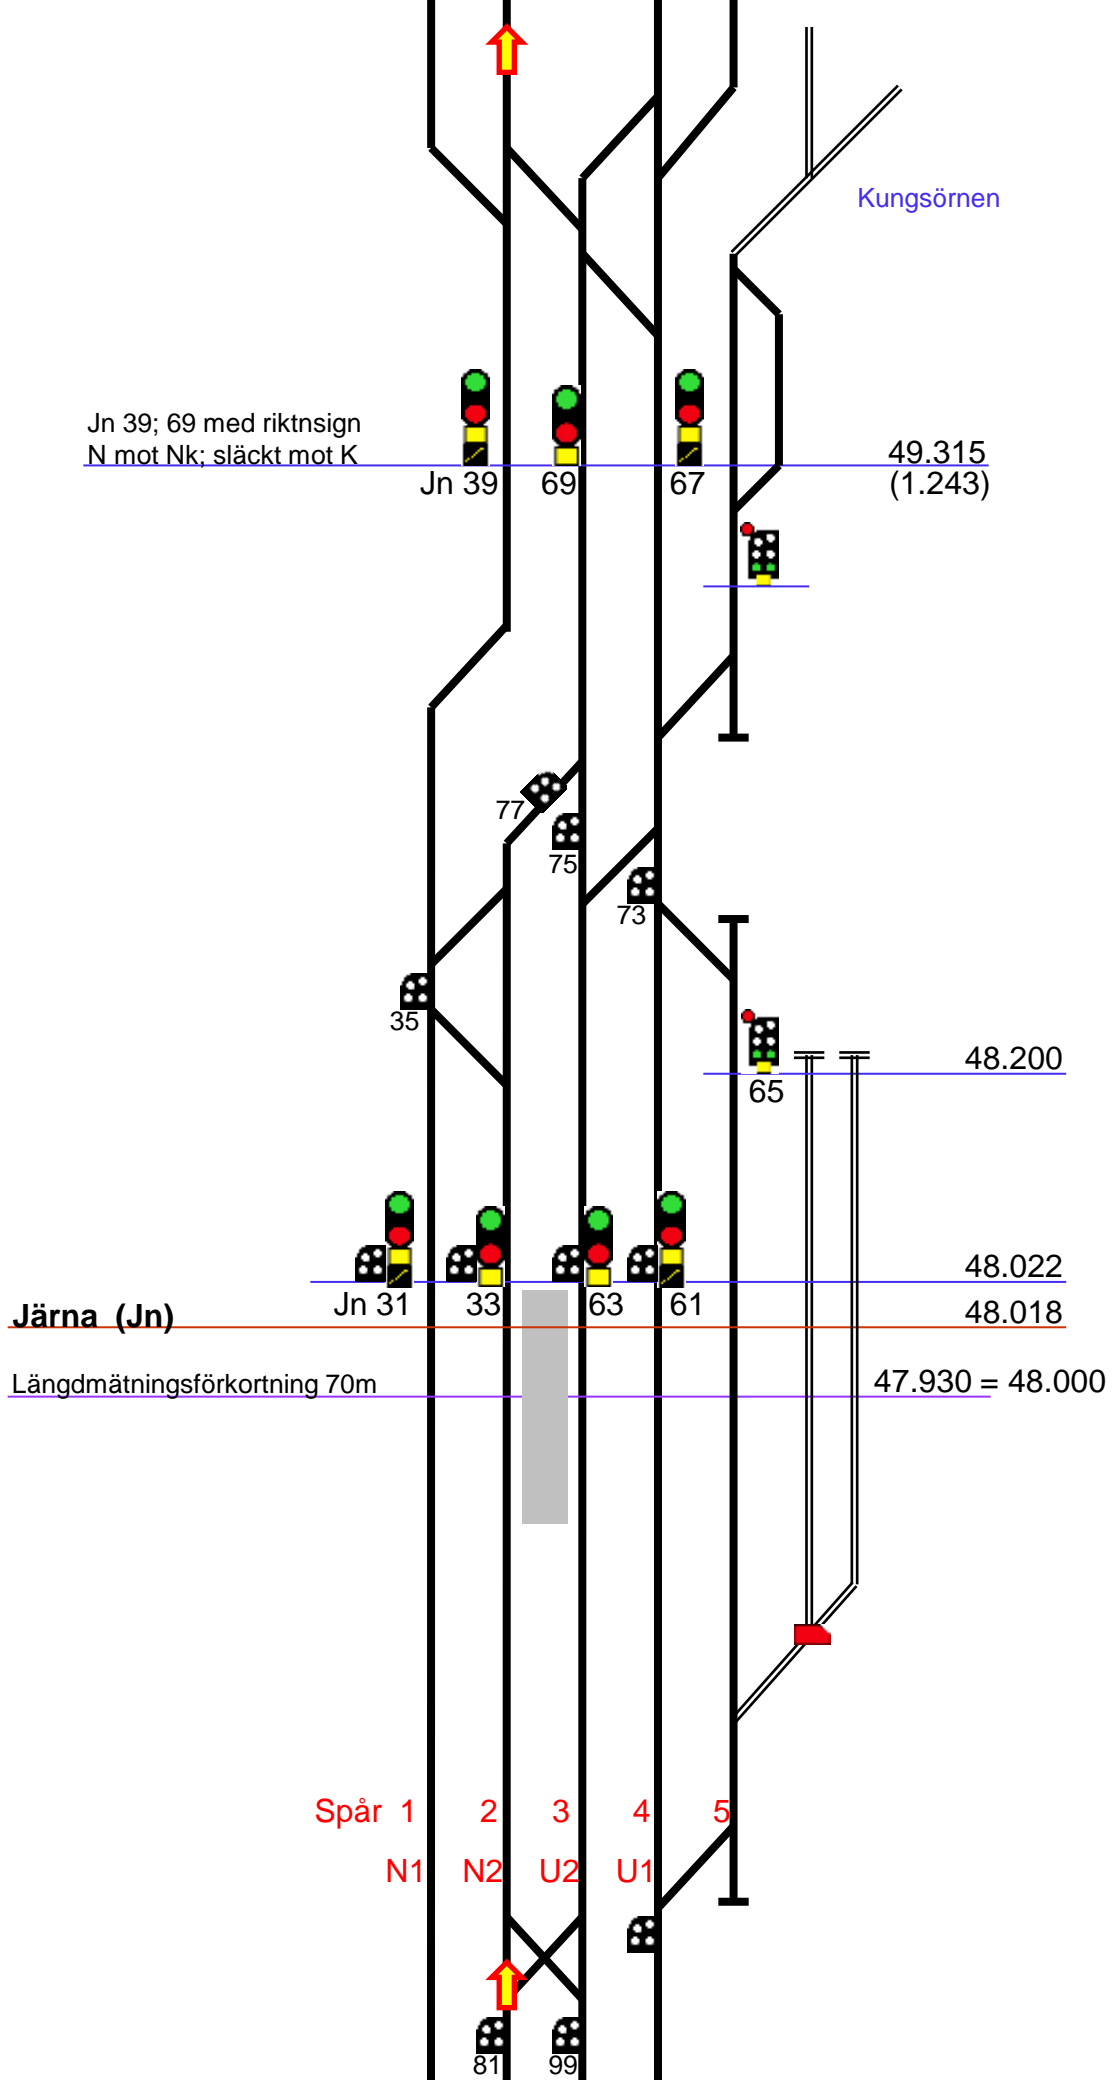 Kungsörnen
Jn 39; 69 med riktnsign
N mot Nk; släckt mot K
49.315
(1.243)
Jn 39
69
67
77
75
73
35
48.200
65
48.022
Jn 31
33
63
61
Järna (Jn)
48.018
Längdmätningsförkortning 70m
47.930 = 48.000
Spår 1 2 3 4 5
N1 N2 U2 U1
81
99